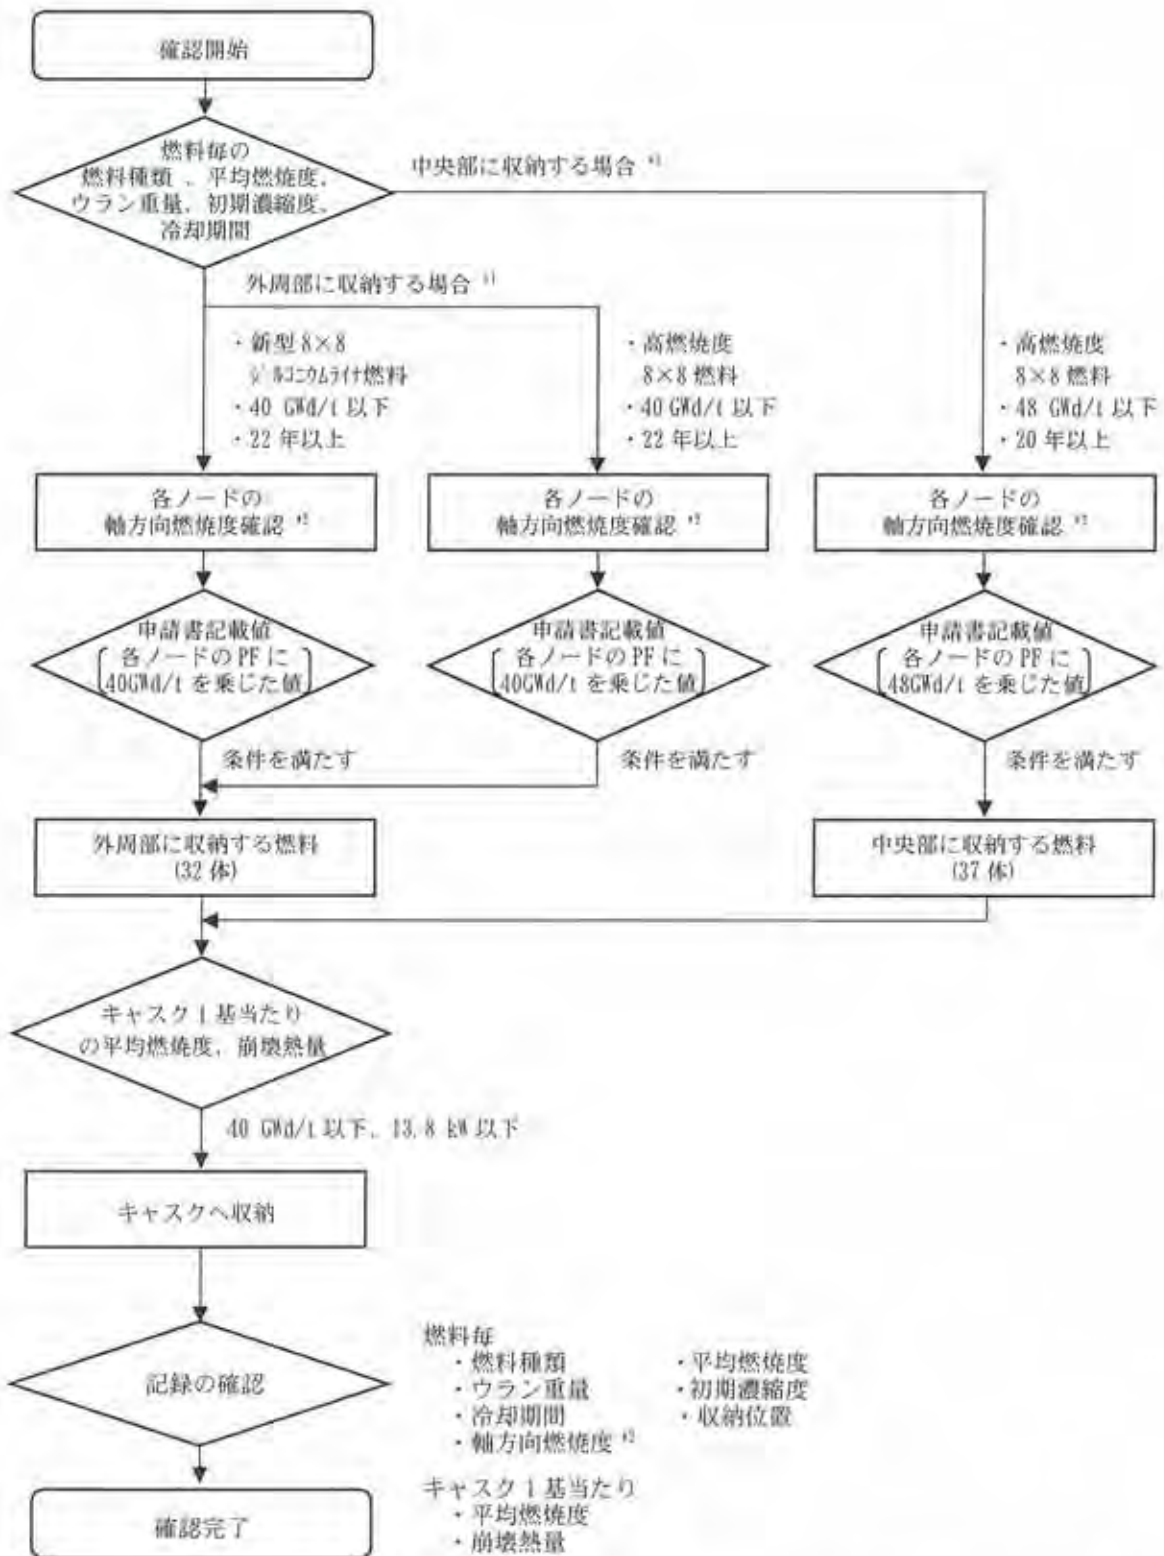 確認開始
燃料毎の
燃料種類、平均燃焼度、
ウラン重量、初期濃縮度、
冷却期間
中央部に収納する場合 *1
外周部に収納する場合 *1
・新型8×8
ジルコニウムライナ燃料
・40 GWd/t 以下
・22 年以上
・高燃焼度
8×8 燃料
・40 GWd/t 以下
・22 年以上
・高燃焼度
8×8 燃料
・48 GWd/t 以下
・20 年以上
各ノードの
軸方向燃焼度確認 *2
各ノードの
軸方向燃焼度確認 *2
各ノードの
軸方向燃焼度確認 *2
申請書記載値
各ノードの PF に
40GWd/t を乗じた値
申請書記載値
各ノードの PF に
40GWd/t を乗じた値
申請書記載値
各ノードの PF に
48GWd/t を乗じた値
条件を満たす
条件を満たす
条件を満たす
外周部に収納する燃料
(32 体)
中央部に収納する燃料
(37 体)
キャスク1基当たり
の平均燃焼度、崩壊熱量
40 GWd/t 以下、13.8 kW 以下
キャスクへ収納
記録の確認
燃料毎
・燃料種類 ・平均燃焼度
・ウラン重量 ・初期濃縮度
・冷却期間 ・収納位置
・軸方向燃焼度 *2
キャスク1基当たり
・平均燃焼度
・崩壊熱量
確認完了